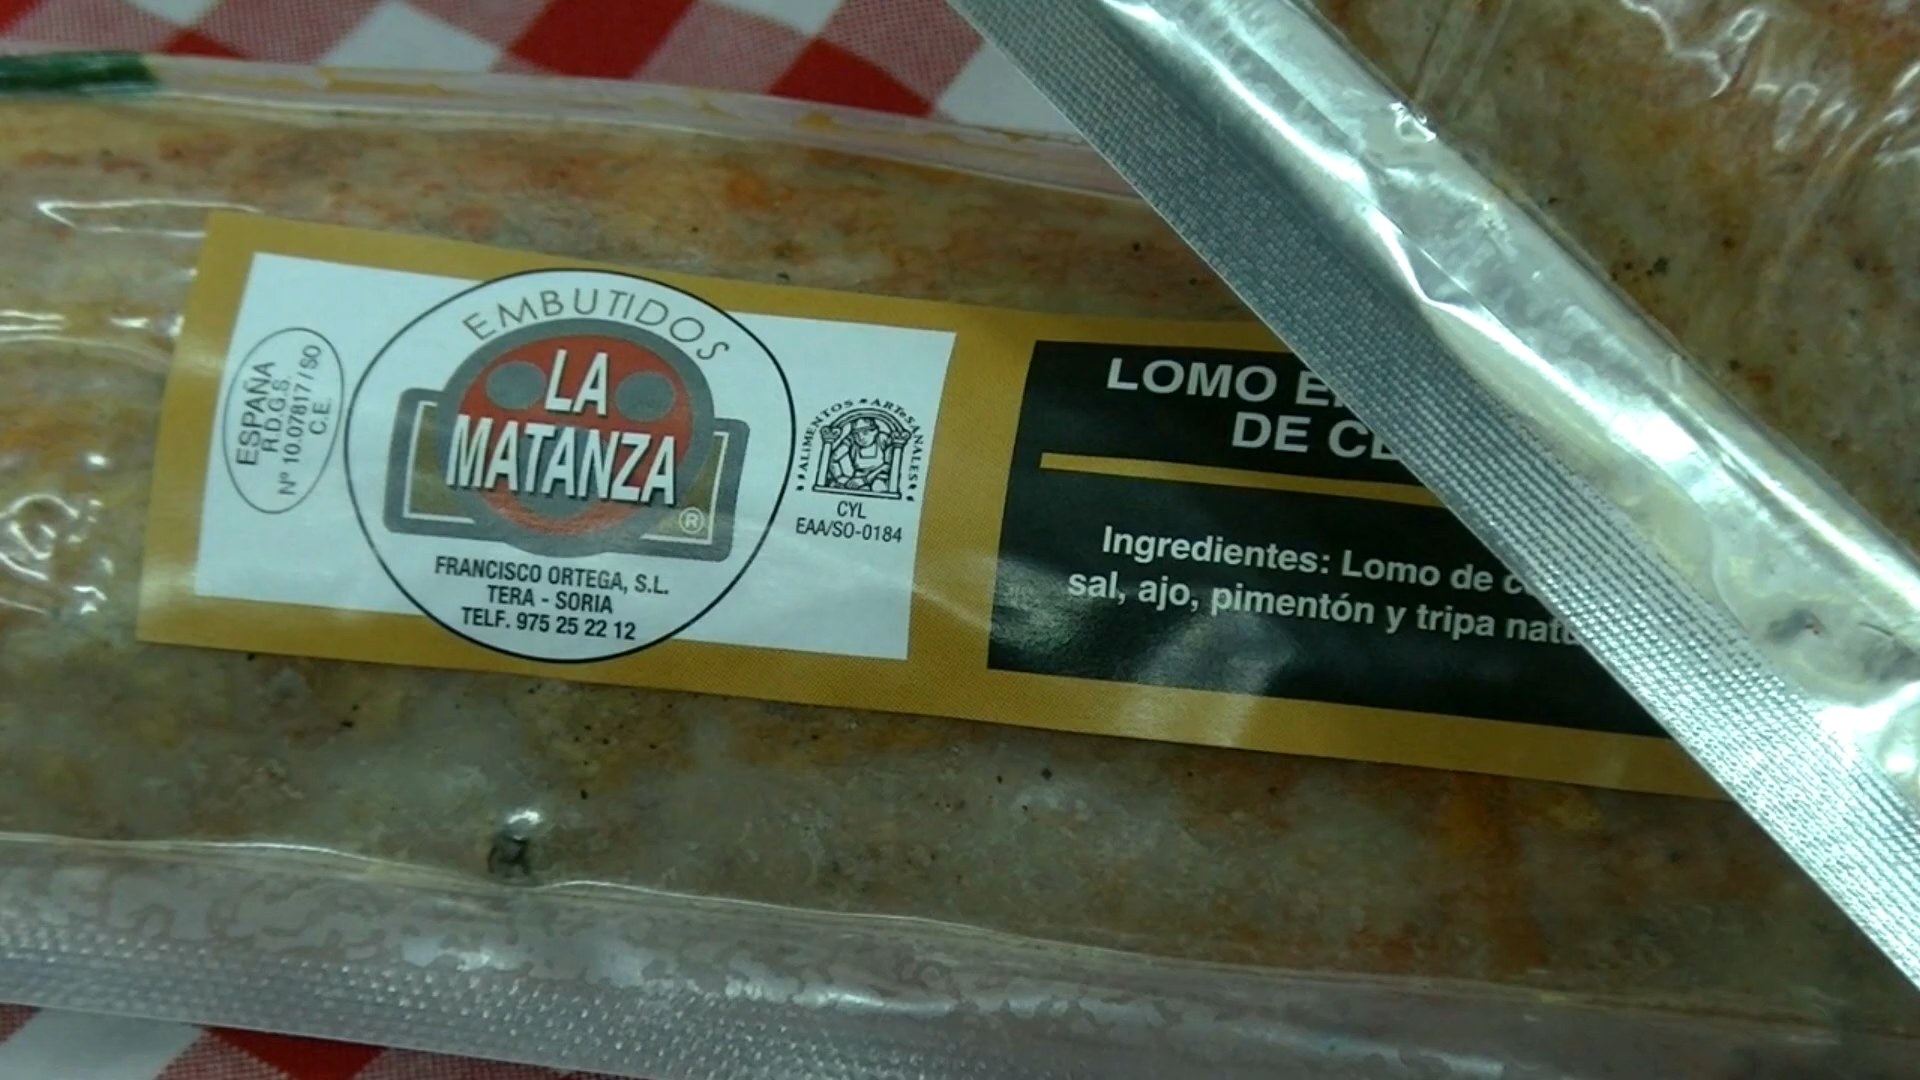 ESPAÑA
R.D.G.S.
Nº 10.07817/SO
C.E.
EMBUTIDOS
LA
MATANZA
®
FRANCISCO ORTEGA, S.L.
TERA - SORIA
TELF. 975 25 22 12
ALIMENTOS ARTESANALES
CYL
EAA/SO-0184
LOMO
DE
Ingredientes: Lomo de
sal, ajo, pimentón y tripa